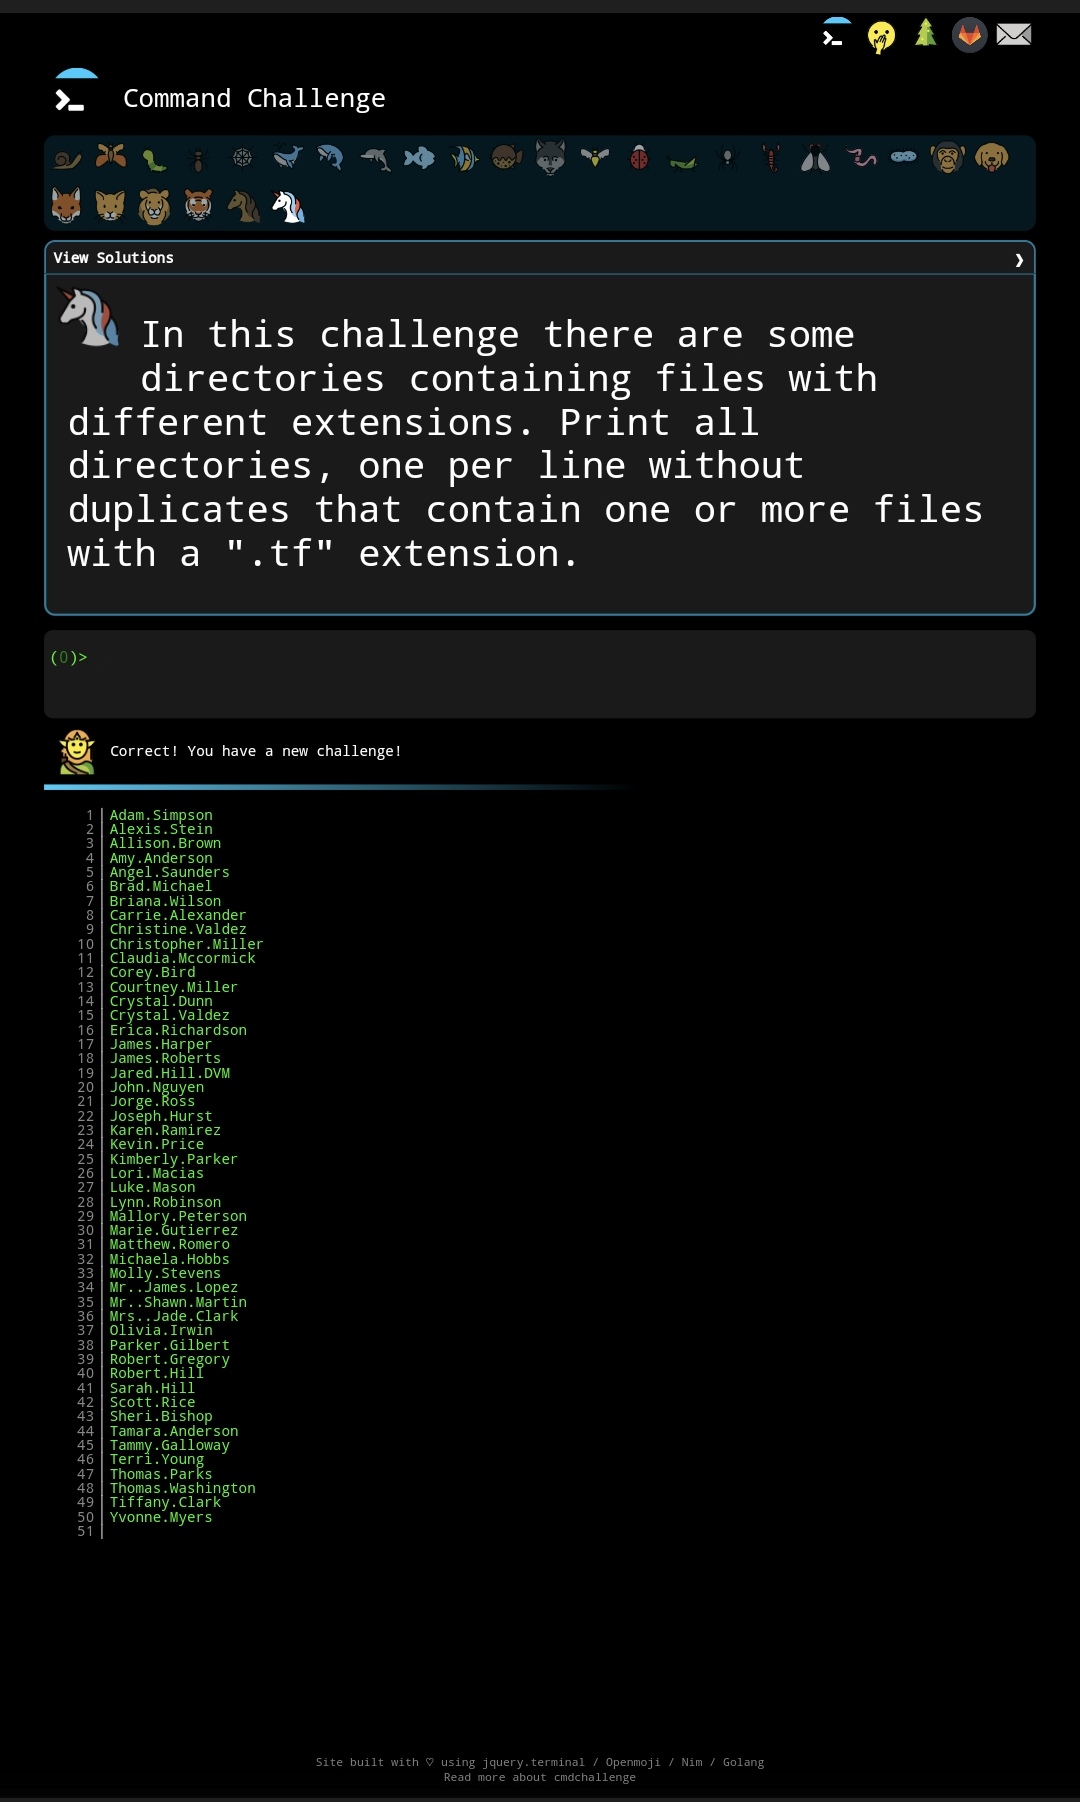 Command Challenge
View Solutions ❯
In this challenge there are some
directories containing files with
different extensions. Print all
directories, one per line without
duplicates that contain one or more files
with a ".tf" extension.
(0)>
Correct! You have a new challenge!
1 Adam.Simpson
2 Alexis.Stein
3 Allison.Brown
4 Amy.Anderson
5 Angel.Saunders
6 Brad.Michael
7 Briana.Wilson
8 Carrie.Alexander
9 Christine.Valdez
10 Christopher.Miller
11 Claudia.Mccormick
12 Corey.Bird
13 Courtney.Miller
14 Crystal.Dunn
15 Crystal.Valdez
16 Erica.Richardson
17 James.Harper
18 James.Roberts
19 Jared.Hill.DVM
20 John.Nguyen
21 Jorge.Ross
22 Joseph.Hurst
23 Karen.Ramirez
24 Kevin.Price
25 Kimberly.Parker
26 Lori.Macias
27 Luke.Mason
28 Lynn.Robinson
29 Mallory.Peterson
30 Marie.Gutierrez
31 Matthew.Romero
32 Michaela.Hobbs
33 Molly.Stevens
34 Mr..James.Lopez
35 Mr..Shawn.Martin
36 Mrs..Jade.Clark
37 Olivia.Irwin
38 Parker.Gilbert
39 Robert.Gregory
40 Robert.Hill
41 Sarah.Hill
42 Scott.Rice
43 Sheri.Bishop
44 Tamara.Anderson
45 Tammy.Galloway
46 Terri.Young
47 Thomas.Parks
48 Thomas.Washington
49 Tiffany.Clark
50 Yvonne.Myers
51
Site built with ♡ using jquery.terminal / Openmoji / Nim / Golang
Read more about cmdchallenge